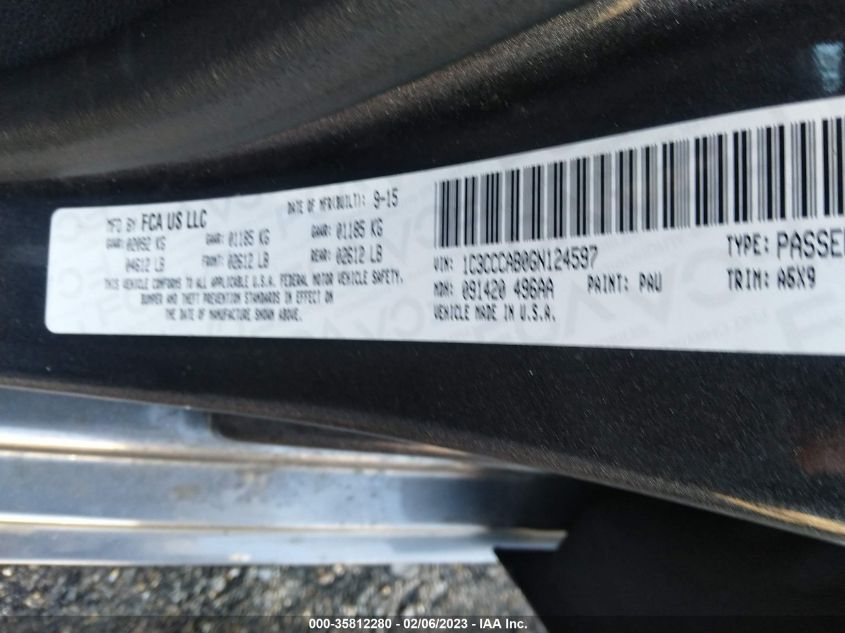 MFD BY FCA US LLC DATE OF MFR(BUILT): 9-15
GVWR: 02092 KG GAWR: 01185 KG GAWR: 01185 KG
04612 LB FRONT: 02612 LB REAR: 02612 LB
THIS VEHICLE CONFORMS TO ALL APPLICABLE U.S.A. FEDERAL MOTOR VEHICLE SAFETY,
BUMPER AND THEFT PREVENTION STANDARDS IN EFFECT ON
THE DATE OF MANUFACTURE SHOWN ABOVE.
VIN: 1C3CCCAB0GN124597 TYPE: PASSE
MDH: 091420 496AA PAINT: PAU TRIM: A6X9
VEHICLE MADE IN U.S.A.
000-35812280 - 02/06/2023 - IAA Inc.